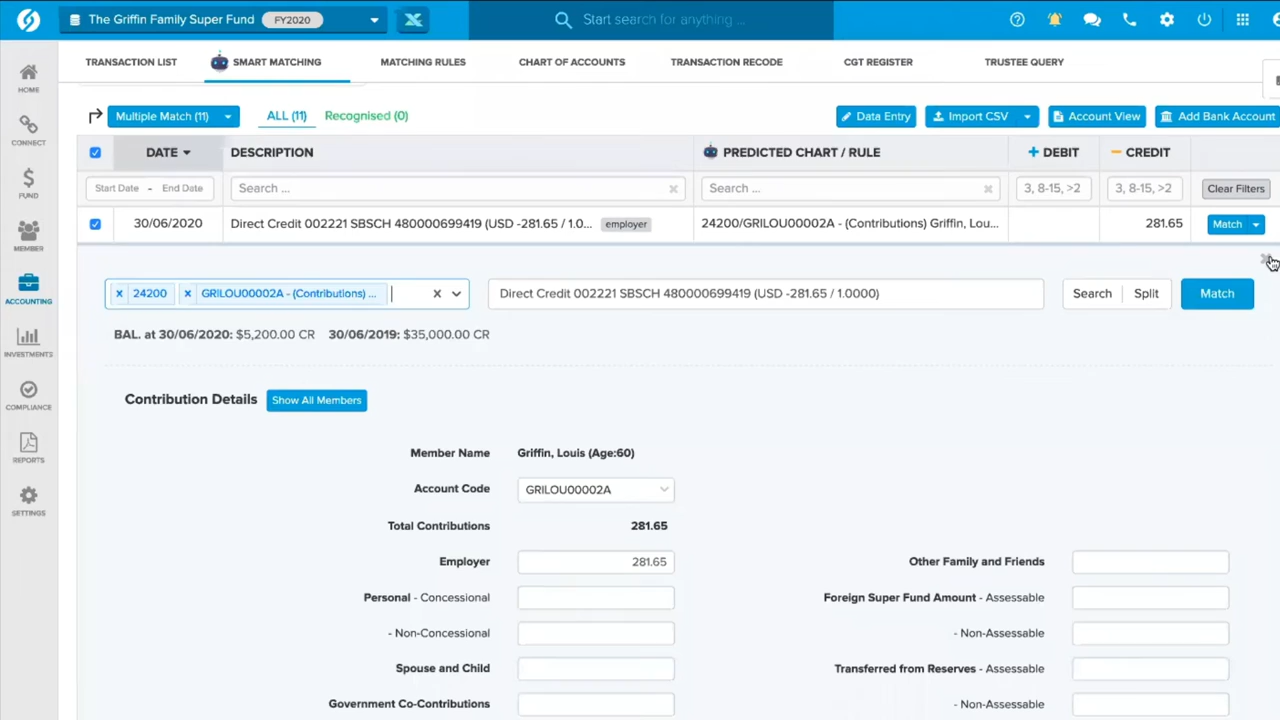 The Griffin Family Super Fund FY2020 Start search for anything ...
HOME
CONNECT
FUND
MEMBER
ACCOUNTING
INVESTMENTS
COMPLIANCE
REPORTS
SETTINGS
TRANSACTION LIST SMART MATCHING MATCHING RULES CHART OF ACCOUNTS TRANSACTION RECODE CGT REGISTER TRUSTEE QUERY
Multiple Match (11) ALL (11) Recognised (0) Data Entry Import CSV Account View Add Bank Account
DATE DESCRIPTION PREDICTED CHART / RULE + DEBIT − CREDIT
Start Date - End Date Search ... Search ... 3, 8-15, >2 3, 8-15, >2 Clear Filters
30/06/2020 Direct Credit 002221 SBSCH 480000699419 (USD -281.65 / 1.0... employer 24200/GRILOU00002A - (Contributions) Griffin, Lou... 281.65 Match
× 24200 × GRILOU00002A - (Contributions) ... Direct Credit 002221 SBSCH 480000699419 (USD -281.65 / 1.0000) Search Split Match
BAL. at 30/06/2020: $5,200.00 CR 30/06/2019: $35,000.00 CR
Contribution Details Show All Members
Member Name Griffin, Louis (Age:60)
Account Code GRILOU00002A
Total Contributions 281.65
Employer 281.65 Other Family and Friends
Personal - Concessional Foreign Super Fund Amount - Assessable
- Non-Concessional - Non-Assessable
Spouse and Child Transferred from Reserves - Assessable
Government Co-Contributions - Non-Assessable